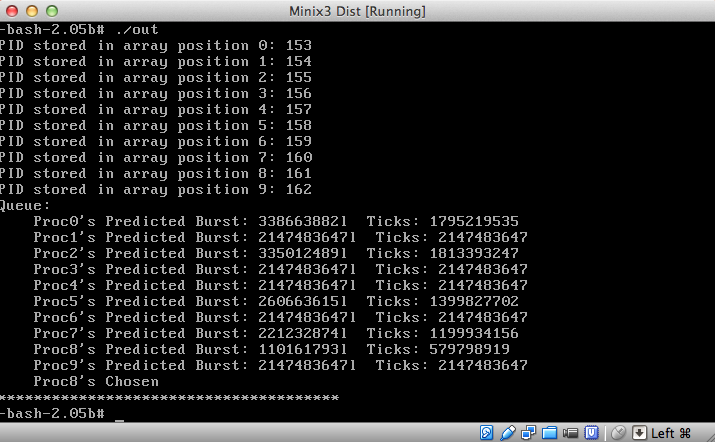 Minix3 Dist [Running]
-bash-2.05b# ./out
PID stored in array position 0: 153
PID stored in array position 1: 154
PID stored in array position 2: 155
PID stored in array position 3: 156
PID stored in array position 4: 157
PID stored in array position 5: 158
PID stored in array position 6: 159
PID stored in array position 7: 160
PID stored in array position 8: 161
PID stored in array position 9: 162
Queue:
Proc0's Predicted Burst: 338663882l Ticks: 1795219535
Proc1's Predicted Burst: 2147483647l Ticks: 2147483647
Proc2's Predicted Burst: 335012489l Ticks: 1813393247
Proc3's Predicted Burst: 2147483647l Ticks: 2147483647
Proc4's Predicted Burst: 2147483647l Ticks: 2147483647
Proc5's Predicted Burst: 260663615l Ticks: 1399827702
Proc6's Predicted Burst: 2147483647l Ticks: 2147483647
Proc7's Predicted Burst: 221232874l Ticks: 1199934156
Proc8's Predicted Burst: 110161793l Ticks: 579798919
Proc9's Predicted Burst: 2147483647l Ticks: 2147483647
Proc8's Chosen
**************************************
-bash-2.05b# _
Left ⌘